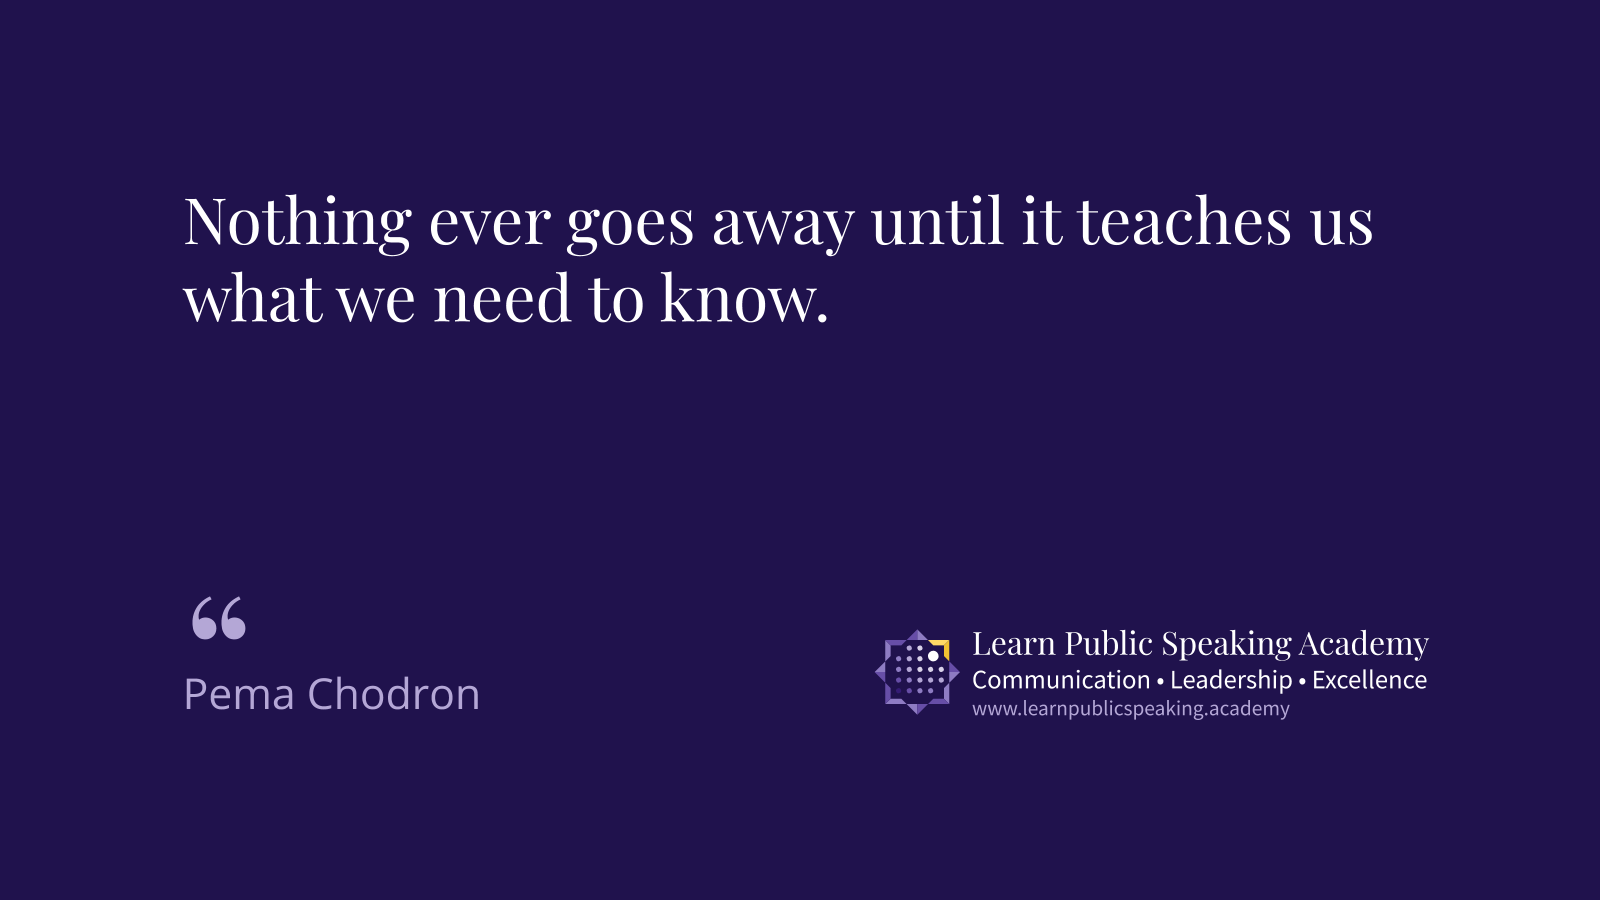 Nothing ever goes away until it teaches us
what we need to know.
“
Pema Chodron
Learn Public Speaking Academy
Communication • Leadership • Excellence
www.learnpublicspeaking.academy